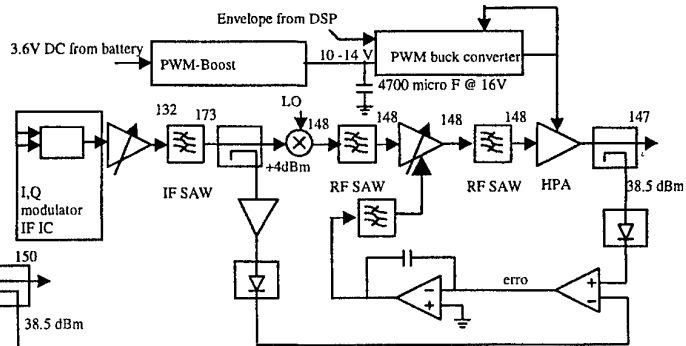 Envelope from DSP
3.6V DC from battery
PWM-Boost
10 -14 V
PWM buck converter
4700 micro F @ 16V
132
173
LO
148
148
148
147
+4dBm
I,Q
modulator
IF IC
IF SAW
RF SAW
RF SAW
HPA
38.5 dBm
150
38.5 dBm
erro
-
+
+
-